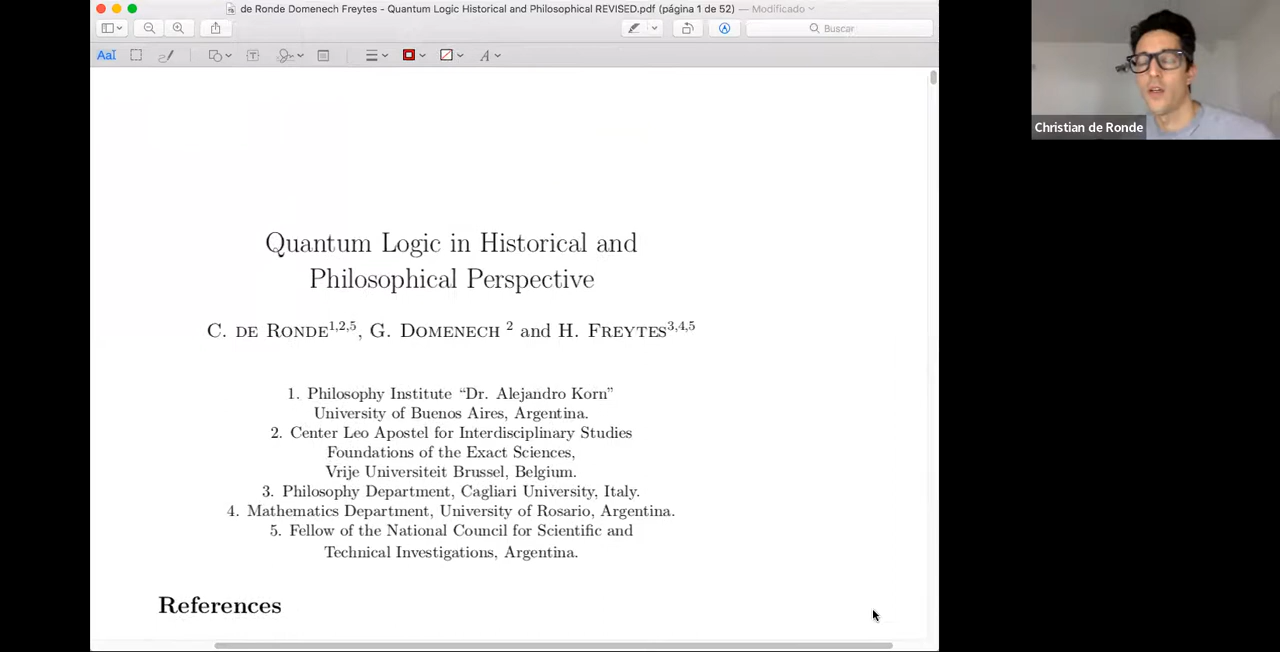 de Ronde Domenech Freytes - Quantum Logic Historical and Philosophical REVISED.pdf (página 1 de 52) — Modificado
Buscar
AaI
A
Quantum Logic in Historical and
Philosophical Perspective
C. DE RONDE1,2,5, G. DOMENECH 2 and H. FREYTES3,4,5
1. Philosophy Institute “Dr. Alejandro Korn”
University of Buenos Aires, Argentina.
2. Center Leo Apostel for Interdisciplinary Studies
Foundations of the Exact Sciences,
Vrije Universiteit Brussel, Belgium.
3. Philosophy Department, Cagliari University, Italy.
4. Mathematics Department, University of Rosario, Argentina.
5. Fellow of the National Council for Scientific and
Technical Investigations, Argentina.
References
Christian de Ronde